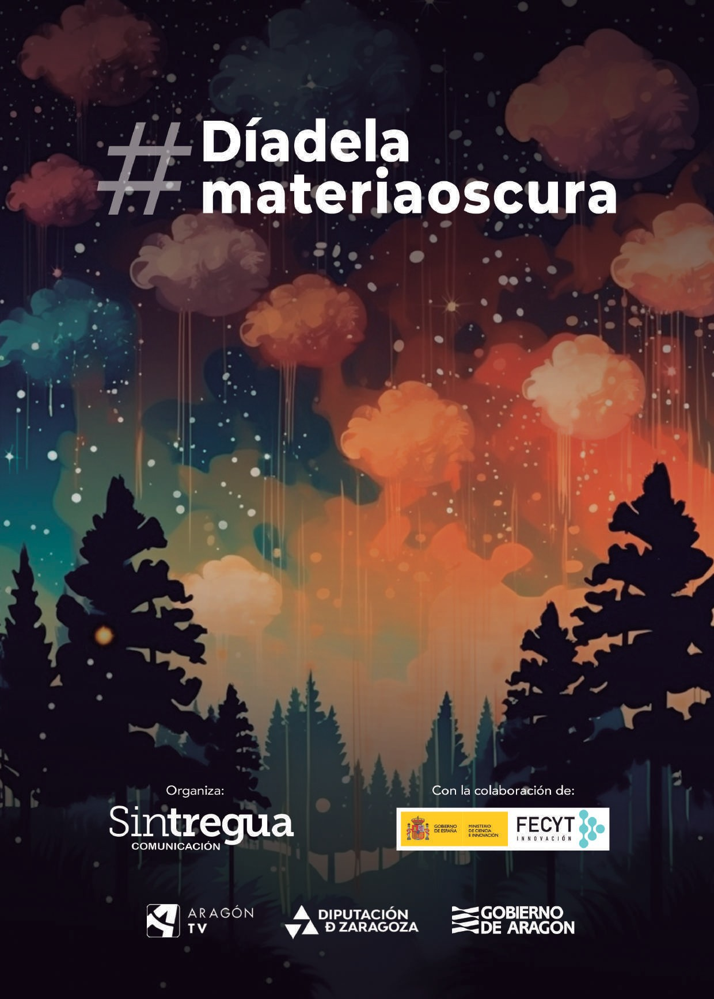 #Díadela
materiaoscura
Organiza:
Sintregua
COMUNICACIÓN
Con la colaboración de:
GOBIERNO
DE ESPAÑA
MINISTERIO
DE CIENCIA
E INNOVACIÓN
FECYT
INNOVACIÓN
ARAGÓN
TV
DIPUTACIÓN
D ZARAGOZA
GOBIERNO
DE ARAGON